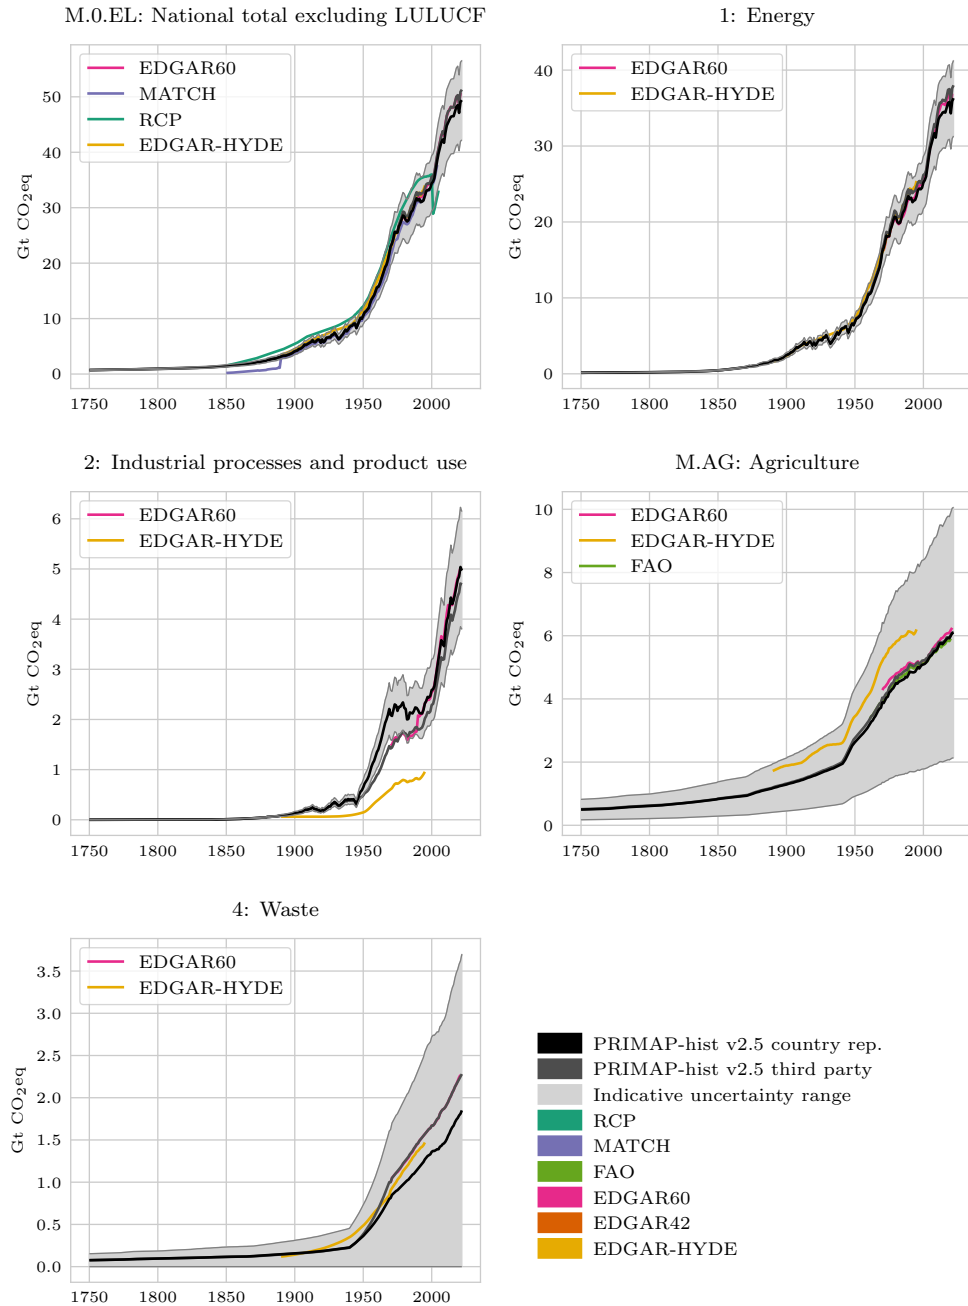 M.0.EL: National total excluding LULUCF
EDGAR60
MATCH
RCP
EDGAR-HYDE
Gt CO₂eq
50
40
30
20
10
0
1750 1800 1850 1900 1950 2000
1: Energy
EDGAR60
EDGAR-HYDE
Gt CO₂eq
40
30
20
10
0
1750 1800 1850 1900 1950 2000
2: Industrial processes and product use
EDGAR60
EDGAR-HYDE
Gt CO₂eq
6
5
4
3
2
1
0
1750 1800 1850 1900 1950 2000
M.AG: Agriculture
EDGAR60
EDGAR-HYDE
FAO
Gt CO₂eq
10
8
6
4
2
0
1750 1800 1850 1900 1950 2000
4: Waste
EDGAR60
EDGAR-HYDE
Gt CO₂eq
3.5
3.0
2.5
2.0
1.5
1.0
0.5
0.0
1750 1800 1850 1900 1950 2000
PRIMAP-hist v2.5 country rep.
PRIMAP-hist v2.5 third party
Indicative uncertainty range
RCP
MATCH
FAO
EDGAR60
EDGAR42
EDGAR-HYDE